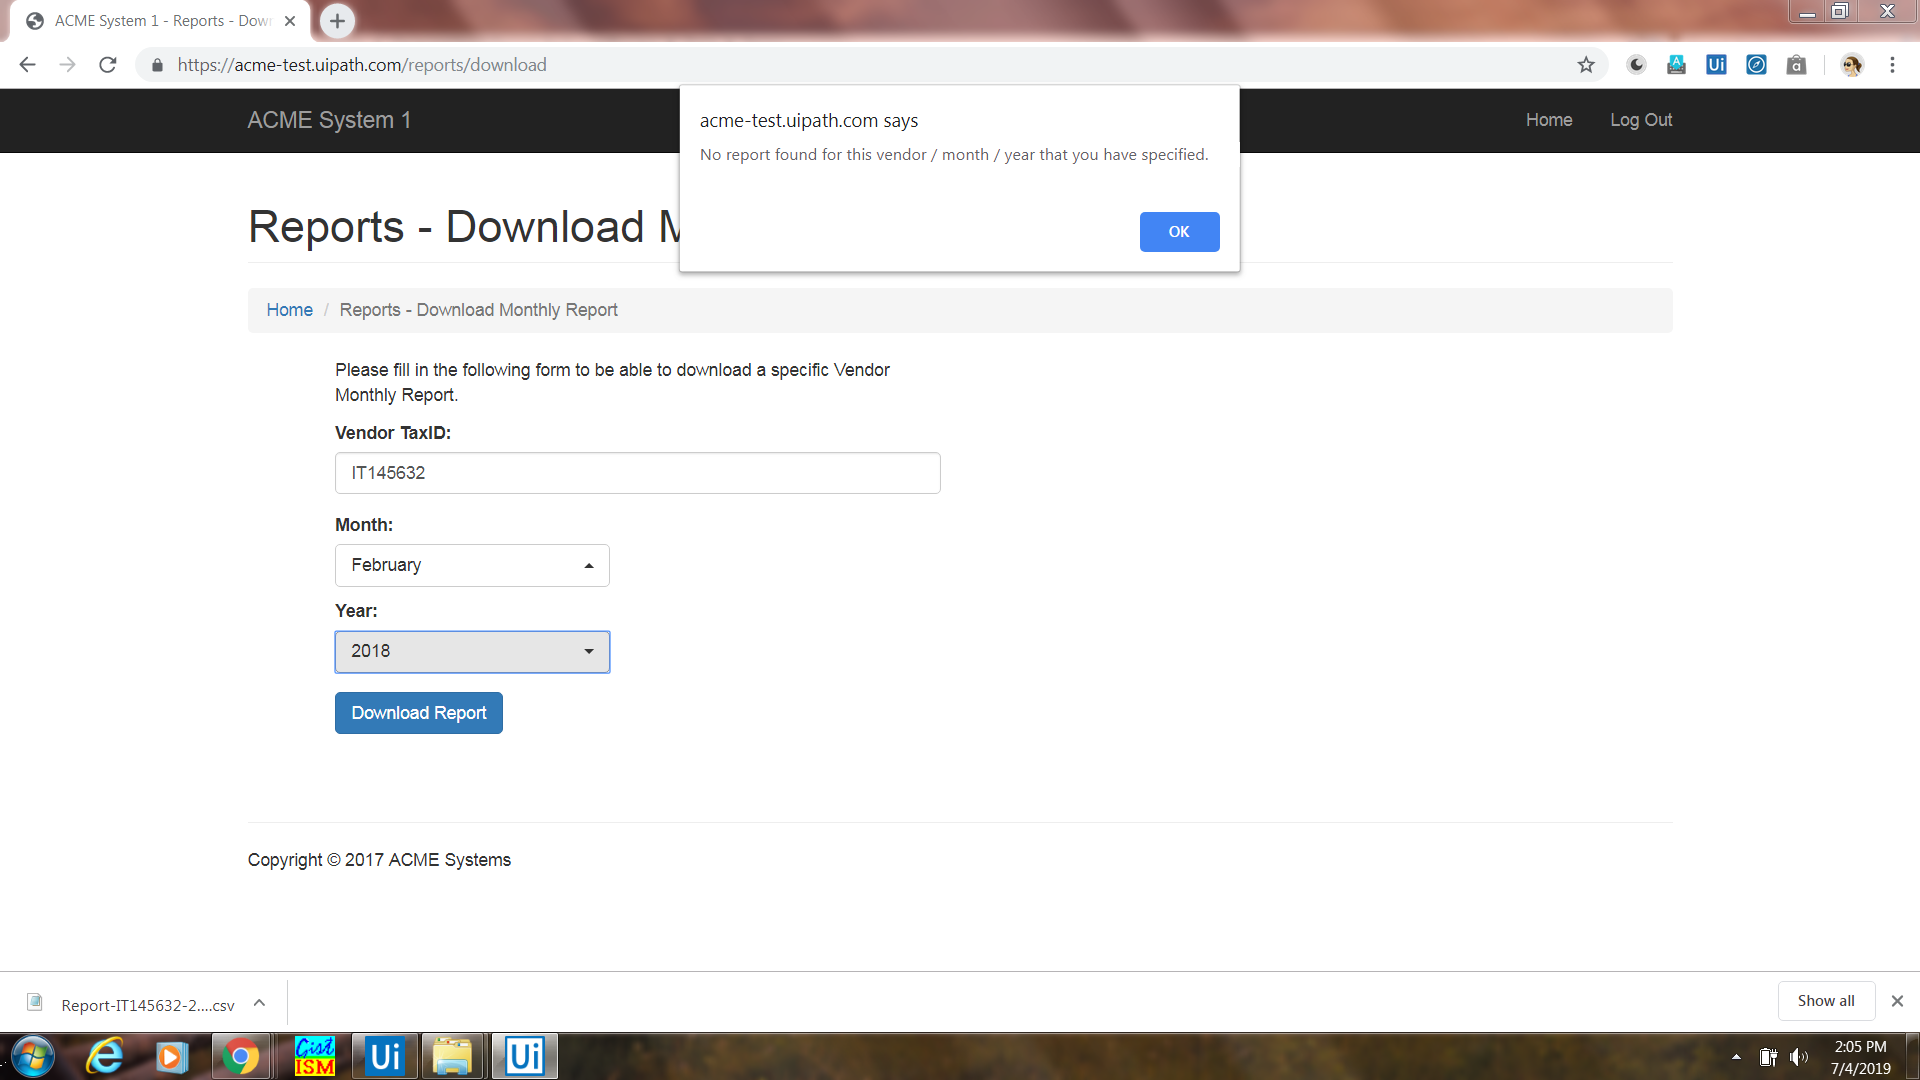 ACME System 1 - Reports - Dow
https://acme-test.uipath.com/reports/download
ACME System 1
Home
Log Out
acme-test.uipath.com says
No report found for this vendor / month / year that you have specified.
OK
Reports - Download M
Home / Reports - Download Monthly Report
Please fill in the following form to be able to download a specific Vendor
Monthly Report.
Vendor TaxID:
IT145632
Month:
February
Year:
2018
Download Report
Copyright © 2017 ACME Systems
Report-IT145632-2....csv
Show all
Gist
ISM
Ui
Ui
2:05 PM
7/4/2019